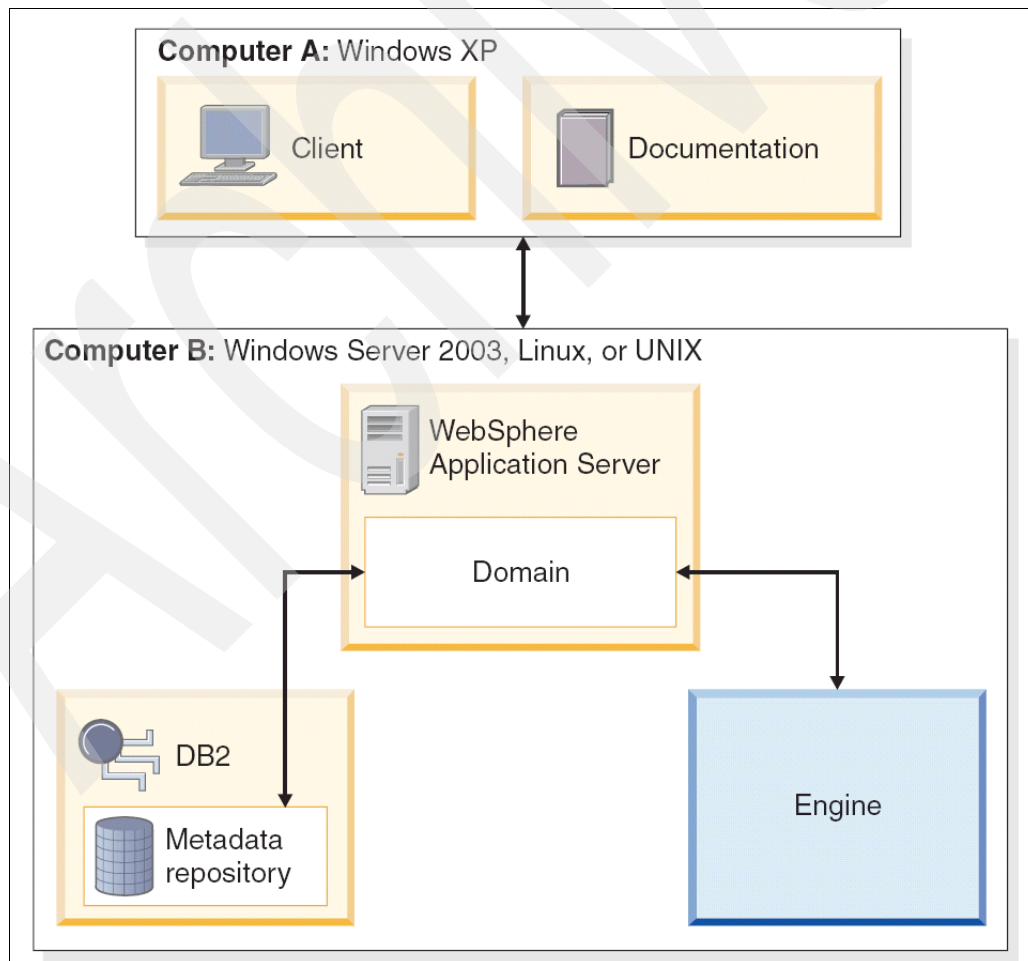 Computer A: Windows XP
Client
Documentation
Computer B: Windows Server 2003, Linux, or UNIX
WebSphere
Application Server
Domain
DB2
Metadata
repository
Engine